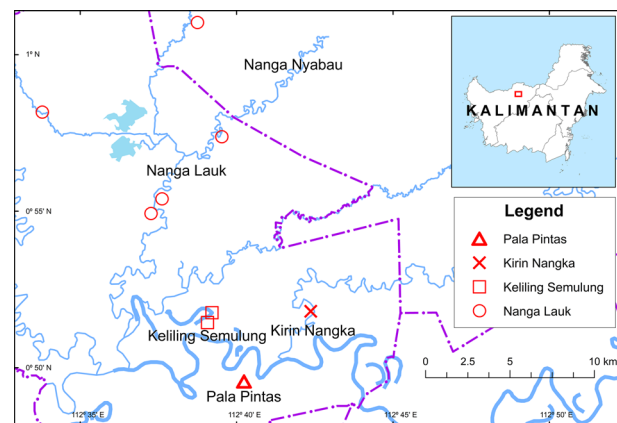 1° N
Nanga Nyabau
KALIMANTAN
Nanga Lauk
0° 55'
Legend
Pala Pintas
Kirin Nangka
Keliling Semulung
Nanga Lauk
Keliling Semulung
Kirin Nangka
0 2.5 5 10 km
0° 50'
Pala Pintas
112° 35' E
112° 40' E
112° 45' E
112° 50' E